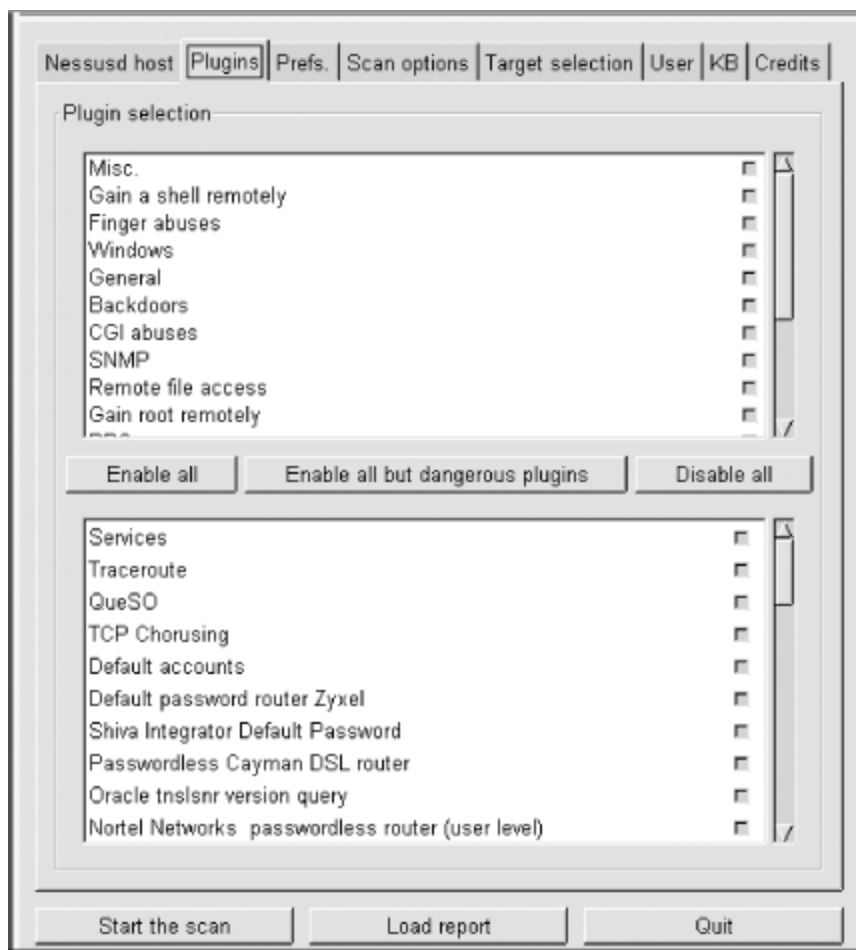 Nessusd host Plugins Prefs. Scan options Target selection User KB Credits
Plugin selection
Misc.
Gain a shell remotely
Finger abuses
Windows
General
Backdoors
CGI abuses
SNMP
Remote file access
Gain root remotely
Enable all Enable all but dangerous plugins Disable all
Services
Traceroute
QueSO
TCP Chorusing
Default accounts
Default password router Zyxel
Shiva Integrator Default Password
Passwordless Cayman DSL router
Oracle tnslsnr version query
Nortel Networks passwordless router (user level)
Start the scan Load report Quit